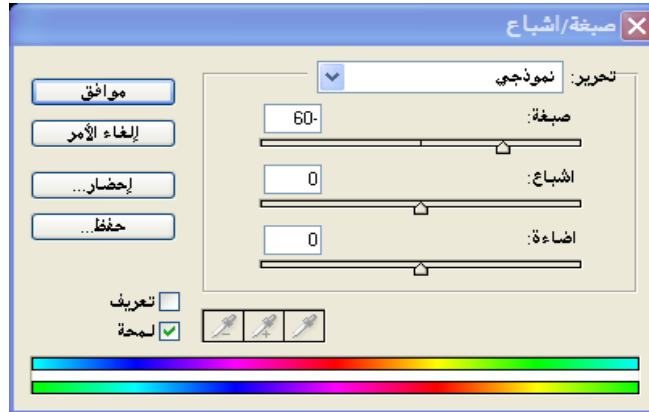 صبغة/اشباع
تحرير: نموذجي
صبغة: 60-
اشباع: 0
اضاءة: 0
موافق
إلغاء الأمر
إحضار...
حفظ...
تعريف
لمحة